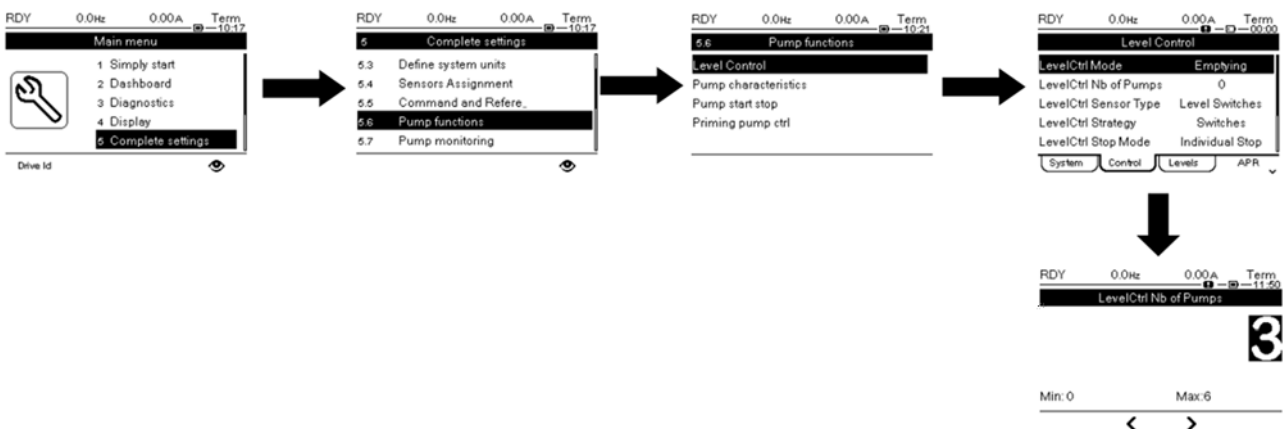 RDY 0.0Hz 0.00A Term
10:17
Main menu
1 Simply start
2 Dashboard
3 Diagnostics
4 Display
5 Complete settings
Drive Id
RDY 0.0Hz 0.00A Term
10:17
5 Complete settings
5.3 Define system units
5.4 Sensors Assignment
5.5 Command and Refere_
5.6 Pump functions
5.7 Pump monitoring
RDY 0.0Hz 0.00A Term
10:21
5.6 Pump functions
Level Control
Pump characteristics
Pump start stop
Priming pump ctrl
RDY 0.0Hz 0.00A Term
00:00
Level Control
LevelCtrl Mode Emptying
LevelCtrl Nb of Pumps 0
LevelCtrl Sensor Type Level Switches
LevelCtrl Strategy Switches
LevelCtrl Stop Mode Individual Stop
System Control Levels APR
RDY 0.0Hz 0.00A Term
11:50
LevelCtrl Nb of Pumps
3
Min: 0 Max:6
< >